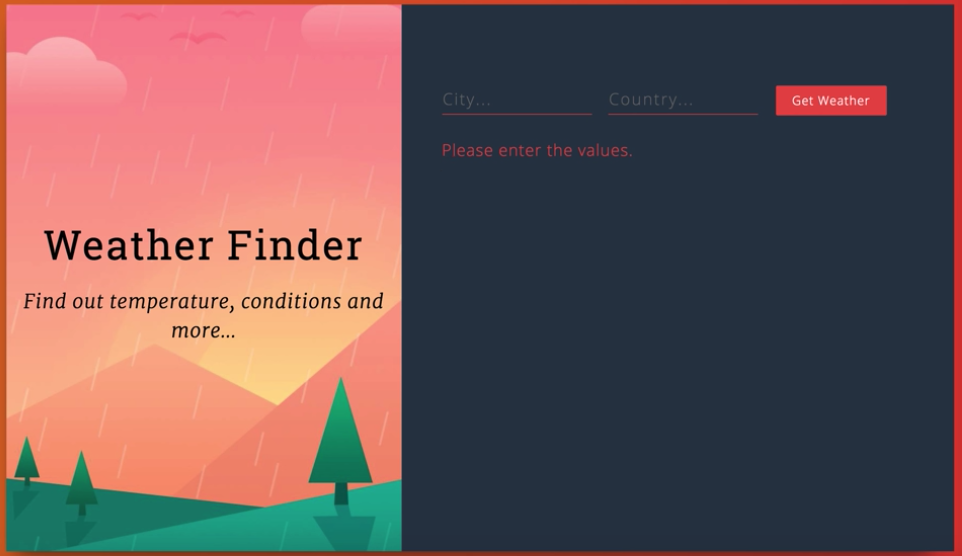 Weather Finder
Find out temperature, conditions and
more...
City...
Country...
Get Weather
Please enter the values.